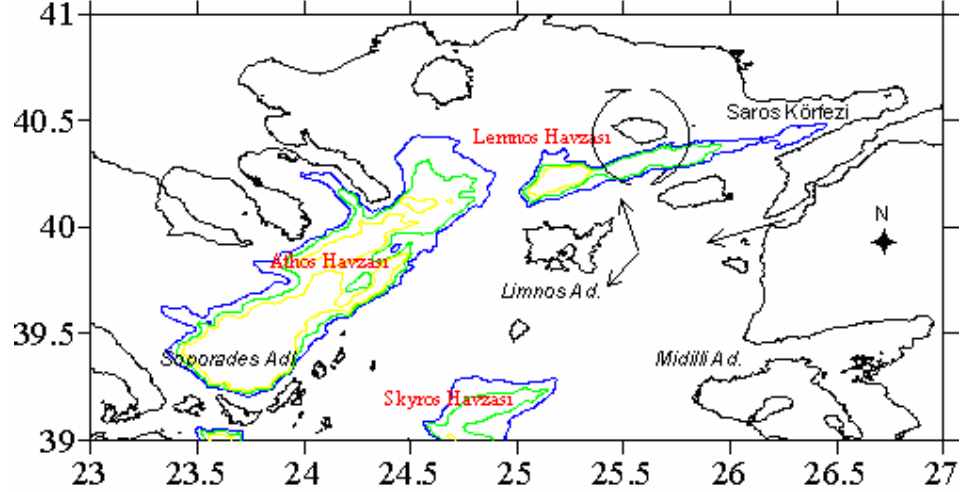 41
40.5
40
39.5
39
Saros Körfezi
Lemnos Havzası
N
Athos Havzası
Limnos Ad.
Soporades Adl.
Midilli Ad.
Skyros Havzası
23 23.5 24 24.5 25 25.5 26 26.5 27